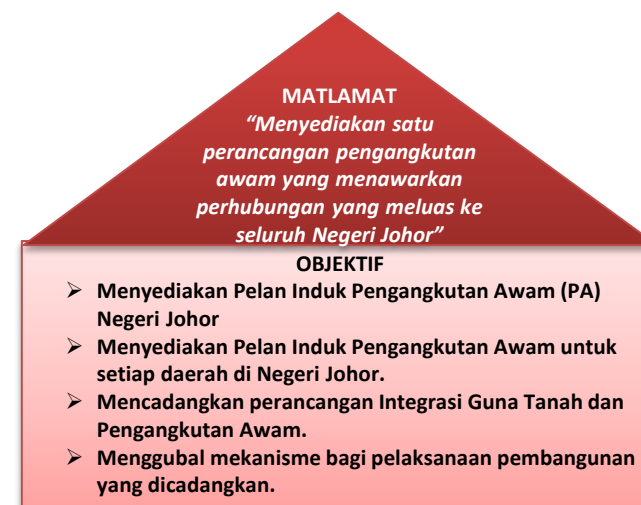 MATLAMAT
“Menyediakan satu
perancangan pengangkutan
awam yang menawarkan
perhubungan yang meluas ke
seluruh Negeri Johor”
OBJEKTIF
➢ Menyediakan Pelan Induk Pengangkutan Awam (PA)
Negeri Johor
➢ Menyediakan Pelan Induk Pengangkutan Awam untuk
setiap daerah di Negeri Johor.
➢ Mencadangkan perancangan Integrasi Guna Tanah dan
Pengangkutan Awam.
➢ Menggubal mekanisme bagi pelaksanaan pembangunan
yang dicadangkan.